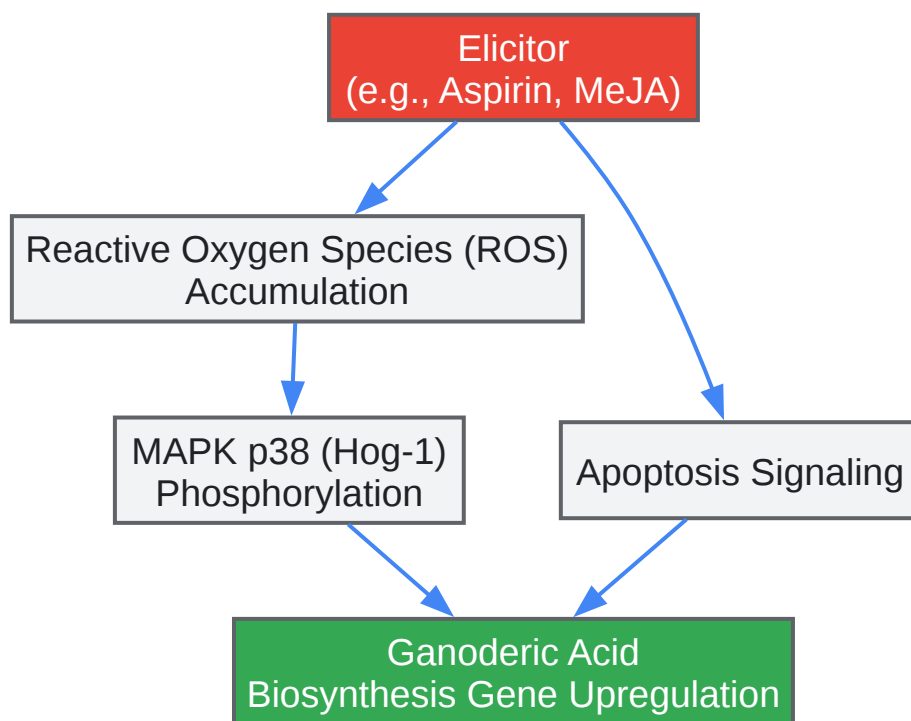 Elicitor
(e.g., Aspirin, MeJA)
Reactive Oxygen Species (ROS)
Accumulation
MAPK p38 (Hog-1)
Phosphorylation
Apoptosis Signaling
Ganoderic Acid
Biosynthesis Gene Upregulation